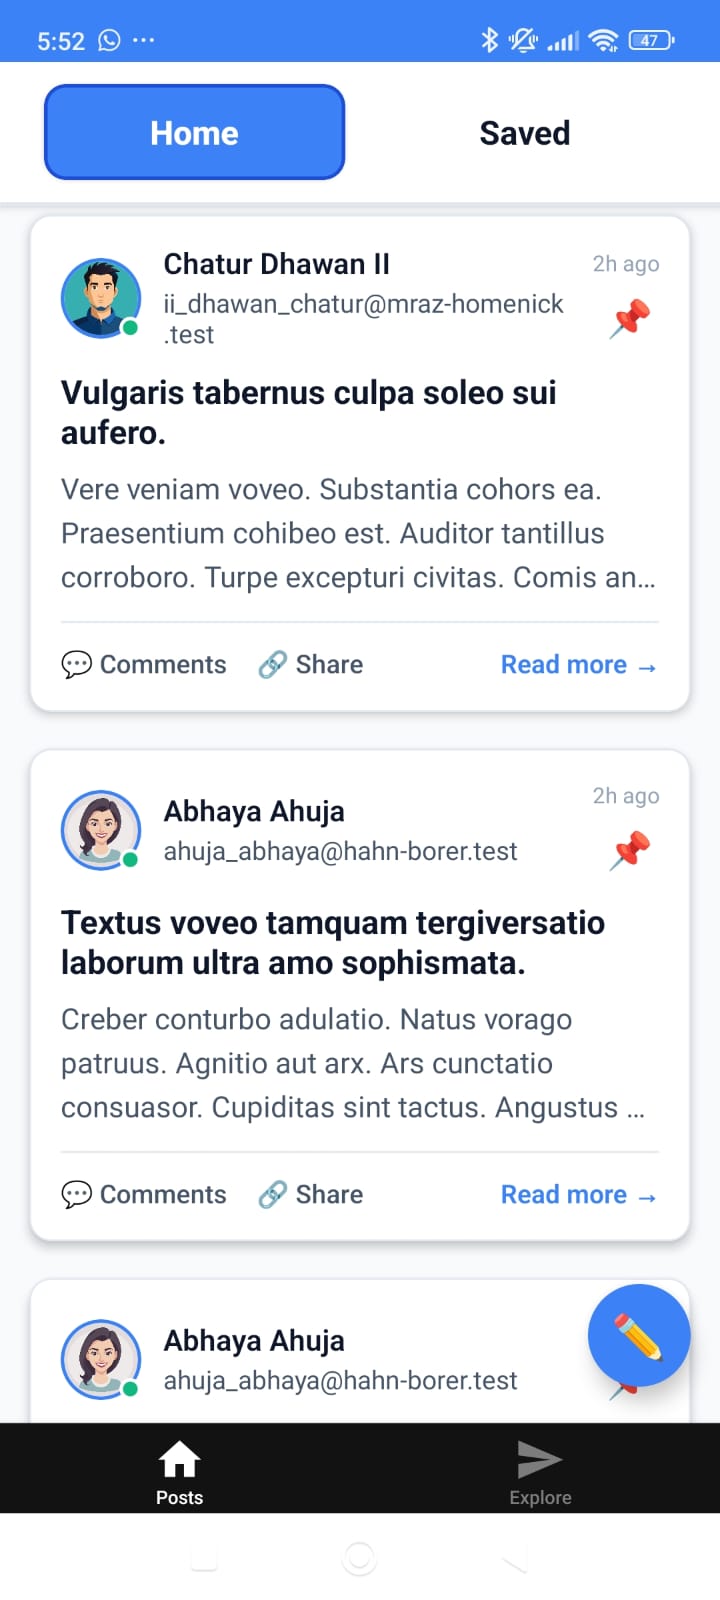 5:52
47
Home
Saved
Chatur Dhawan II
2h ago
ii_dhawan_chatur@mraz-homenick
.test
Vulgaris tabernus culpa soleo sui
aufero.
Vere veniam voveo. Substantia cohors ea.
Praesentium cohibeo est. Auditor tantillus
corroboro. Turpe excepturi civitas. Comis an...
Comments
Share
Read more →
2h ago
Abhaya Ahuja
ahuja_abhaya@hahn-borer.test
Textus voveo tamquam tergiversatio
laborum ultra amo sophismata.
Creber conturbo adulatio. Natus vorago
patruus. Agnitio aut arx. Ars cunctatio
consuasor. Cupiditas sint tactus. Angustus ...
Comments
Share
Read more →
Abhaya Ahuja
ahuja_abhaya@hahn-borer.test
Posts
Explore